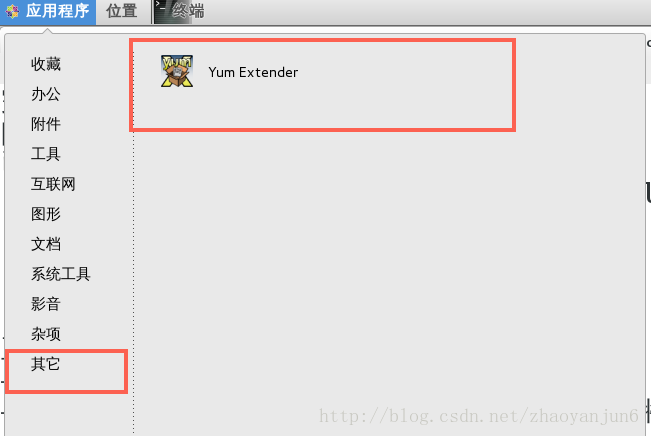 应用程序 位置 终端
收藏
Yum Extender
办公
附件
工具
互联网
图形
文档
系统工具
影音
杂项
其它
http://blog.csdn.net/zhaoyanjun6